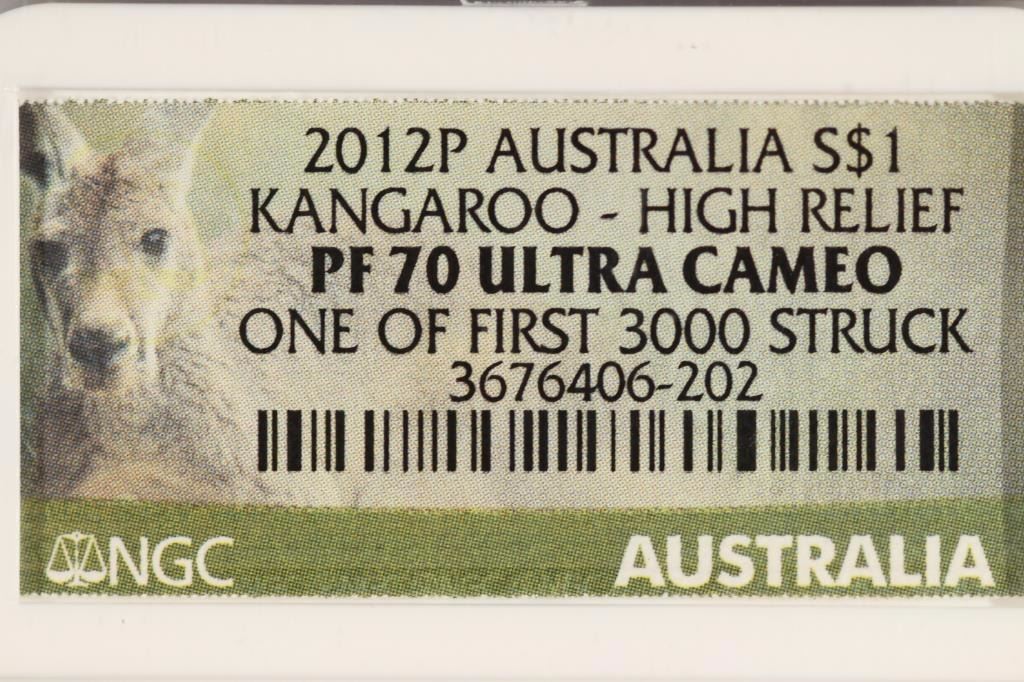 2012P AUSTRALIA S$1
KANGAROO - HIGH RELIEF
PF 70 ULTRA CAMEO
ONE OF FIRST 3000 STRUCK
3676406-202
NGC AUSTRALIA